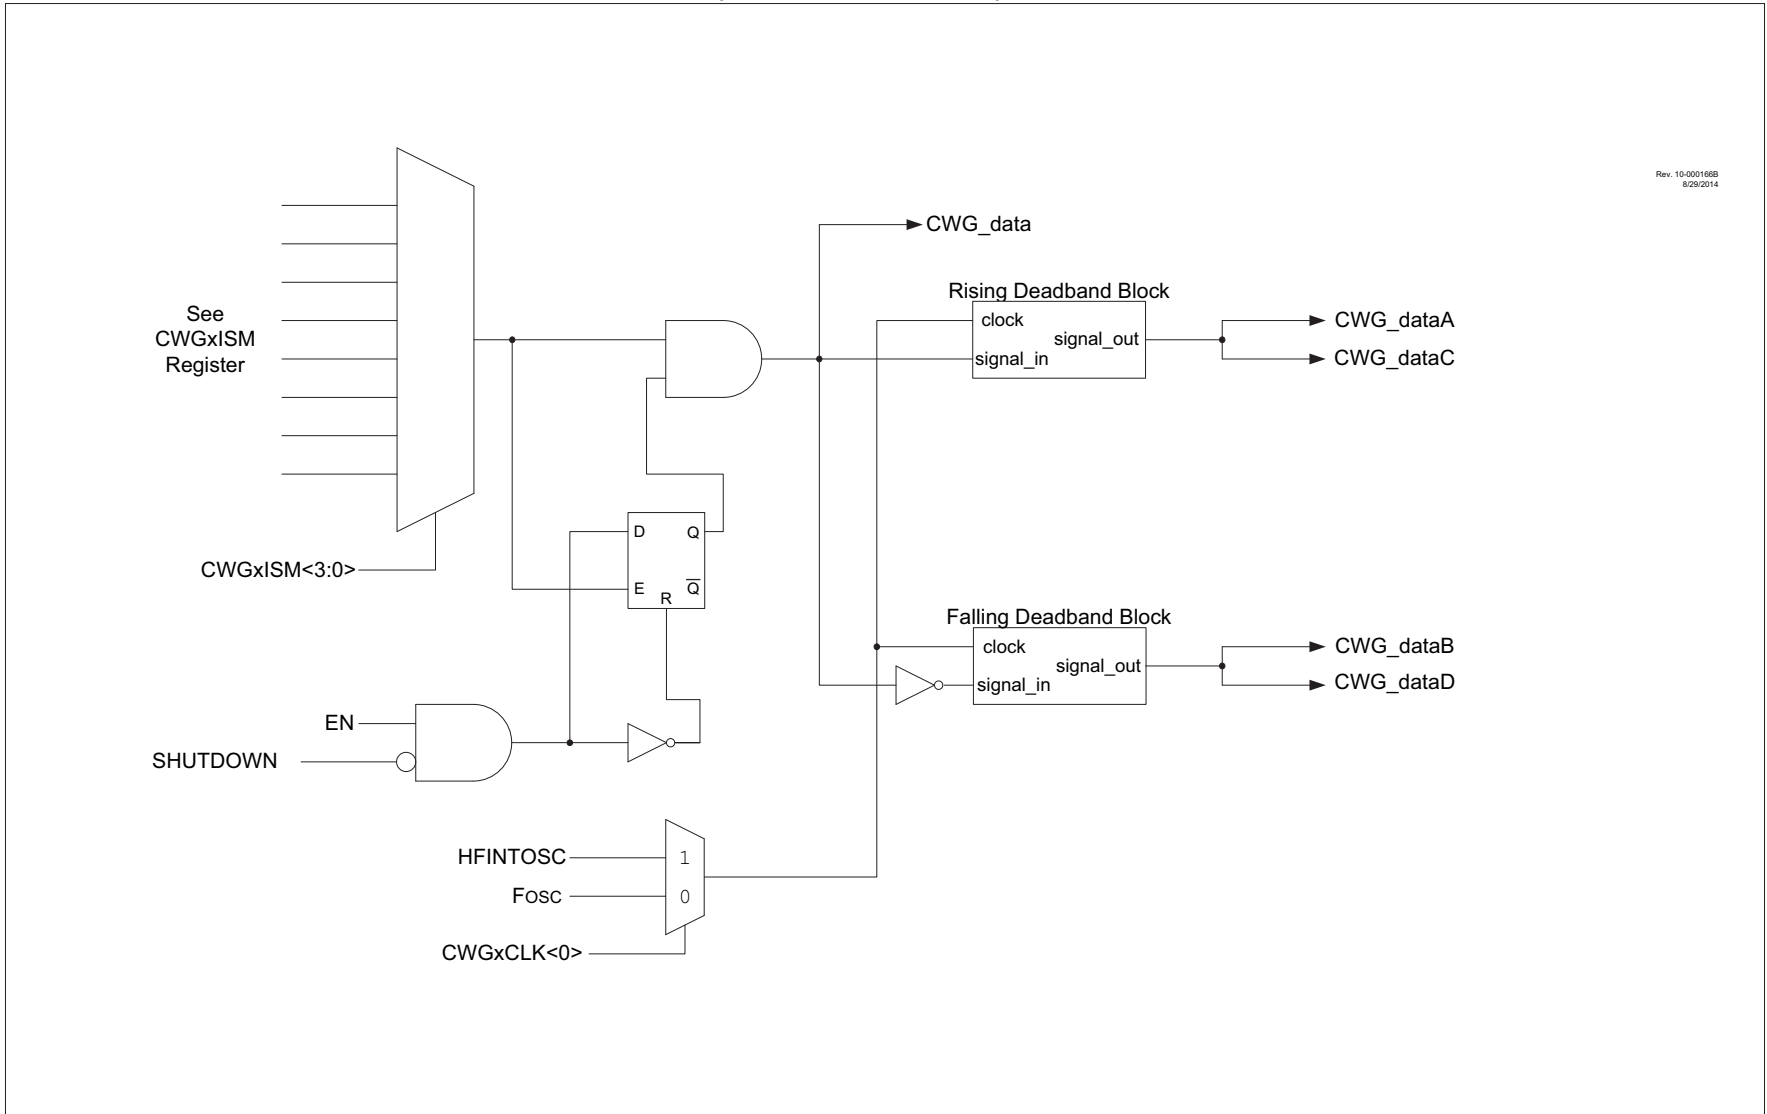 Rev. 10-000166B
8/29/2014
CWG_data
Rising Deadband Block
clock
signal_out
signal_in
CWG_dataA
CWG_dataC
See
CWGxISM
Register
D
Q
E
R
Q
CWGxISM<3:0>
Falling Deadband Block
clock
signal_out
signal_in
CWG_dataB
CWG_dataD
EN
SHUTDOWN
HFINTOSC
1
FOSC
0
CWGxCLK<0>